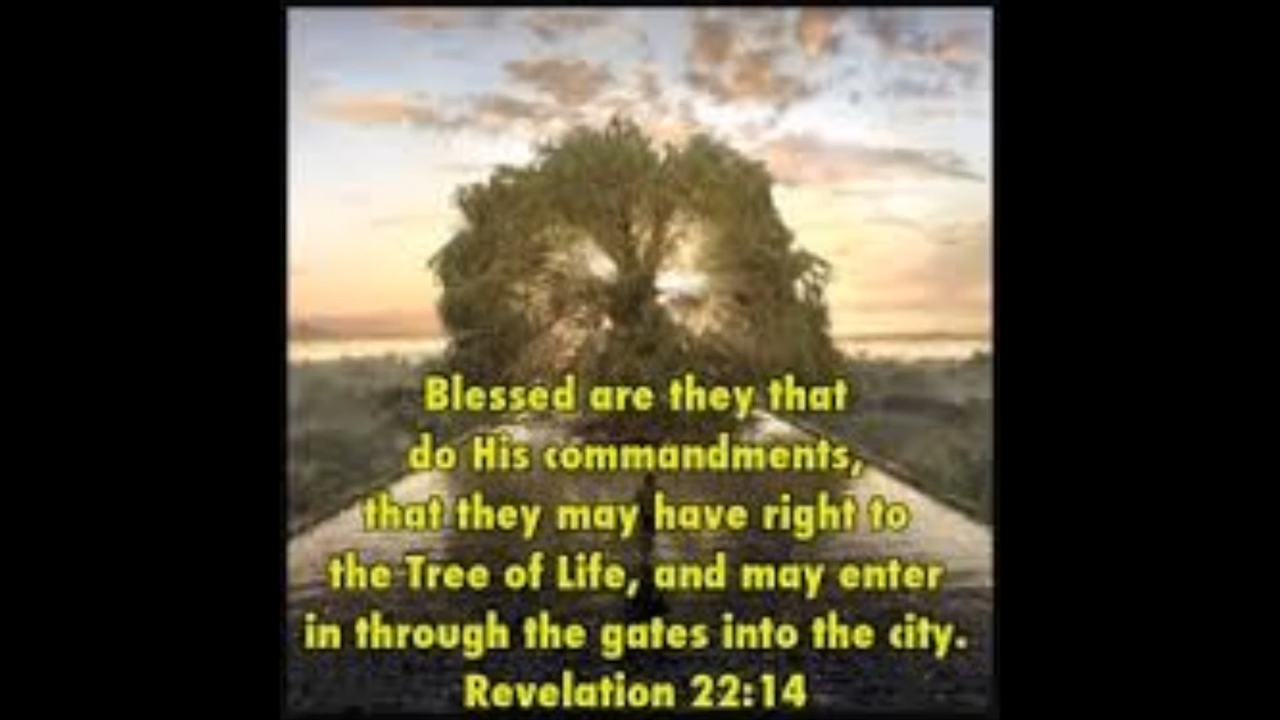 Blessed are they that
do His commandments,
that they may have right to
the Tree of Life, and may enter
in through the gates into the city.
Revelation 22:14